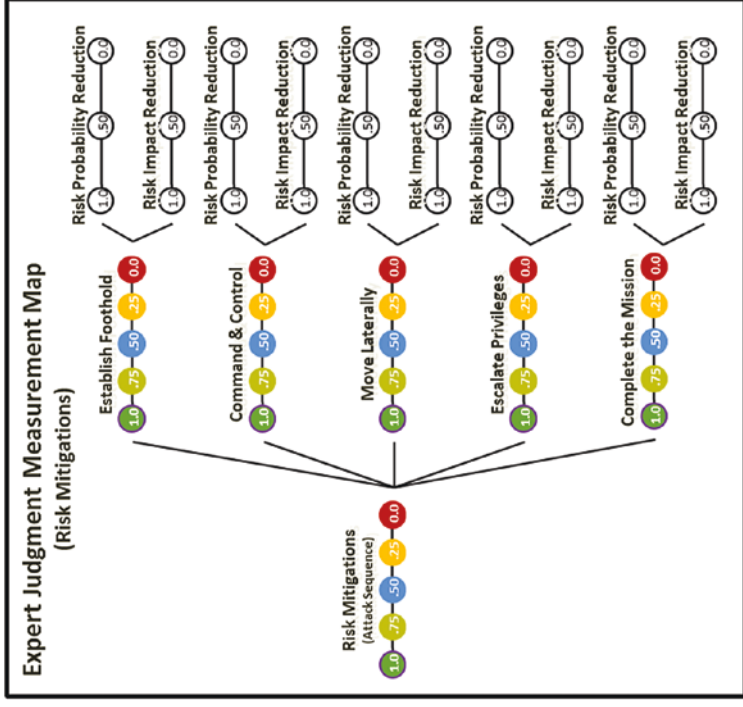 Expert Judgment Measurement Map
(Risk Mitigations)
Risk Mitigations
(Attack Sequence)
1.0 .75 .50 .25 0.0
Establish Foothold
1.0 .75 .50 .25 0.0
Risk Probability Reduction
1.0 .50 0.0
Risk Impact Reduction
1.0 .50 0.0
Command & Control
1.0 .75 .50 .25 0.0
Risk Probability Reduction
1.0 .50 0.0
Risk Impact Reduction
1.0 .50 0.0
Move Laterally
1.0 .75 .50 .25 0.0
Risk Probability Reduction
1.0 .50 0.0
Risk Impact Reduction
1.0 .50 0.0
Escalate Privileges
1.0 .75 .50 .25 0.0
Risk Probability Reduction
1.0 .50 0.0
Risk Impact Reduction
1.0 .50 0.0
Complete the Mission
1.0 .75 .50 .25 0.0
Risk Probability Reduction
1.0 .50 0.0
Risk Impact Reduction
1.0 .50 0.0